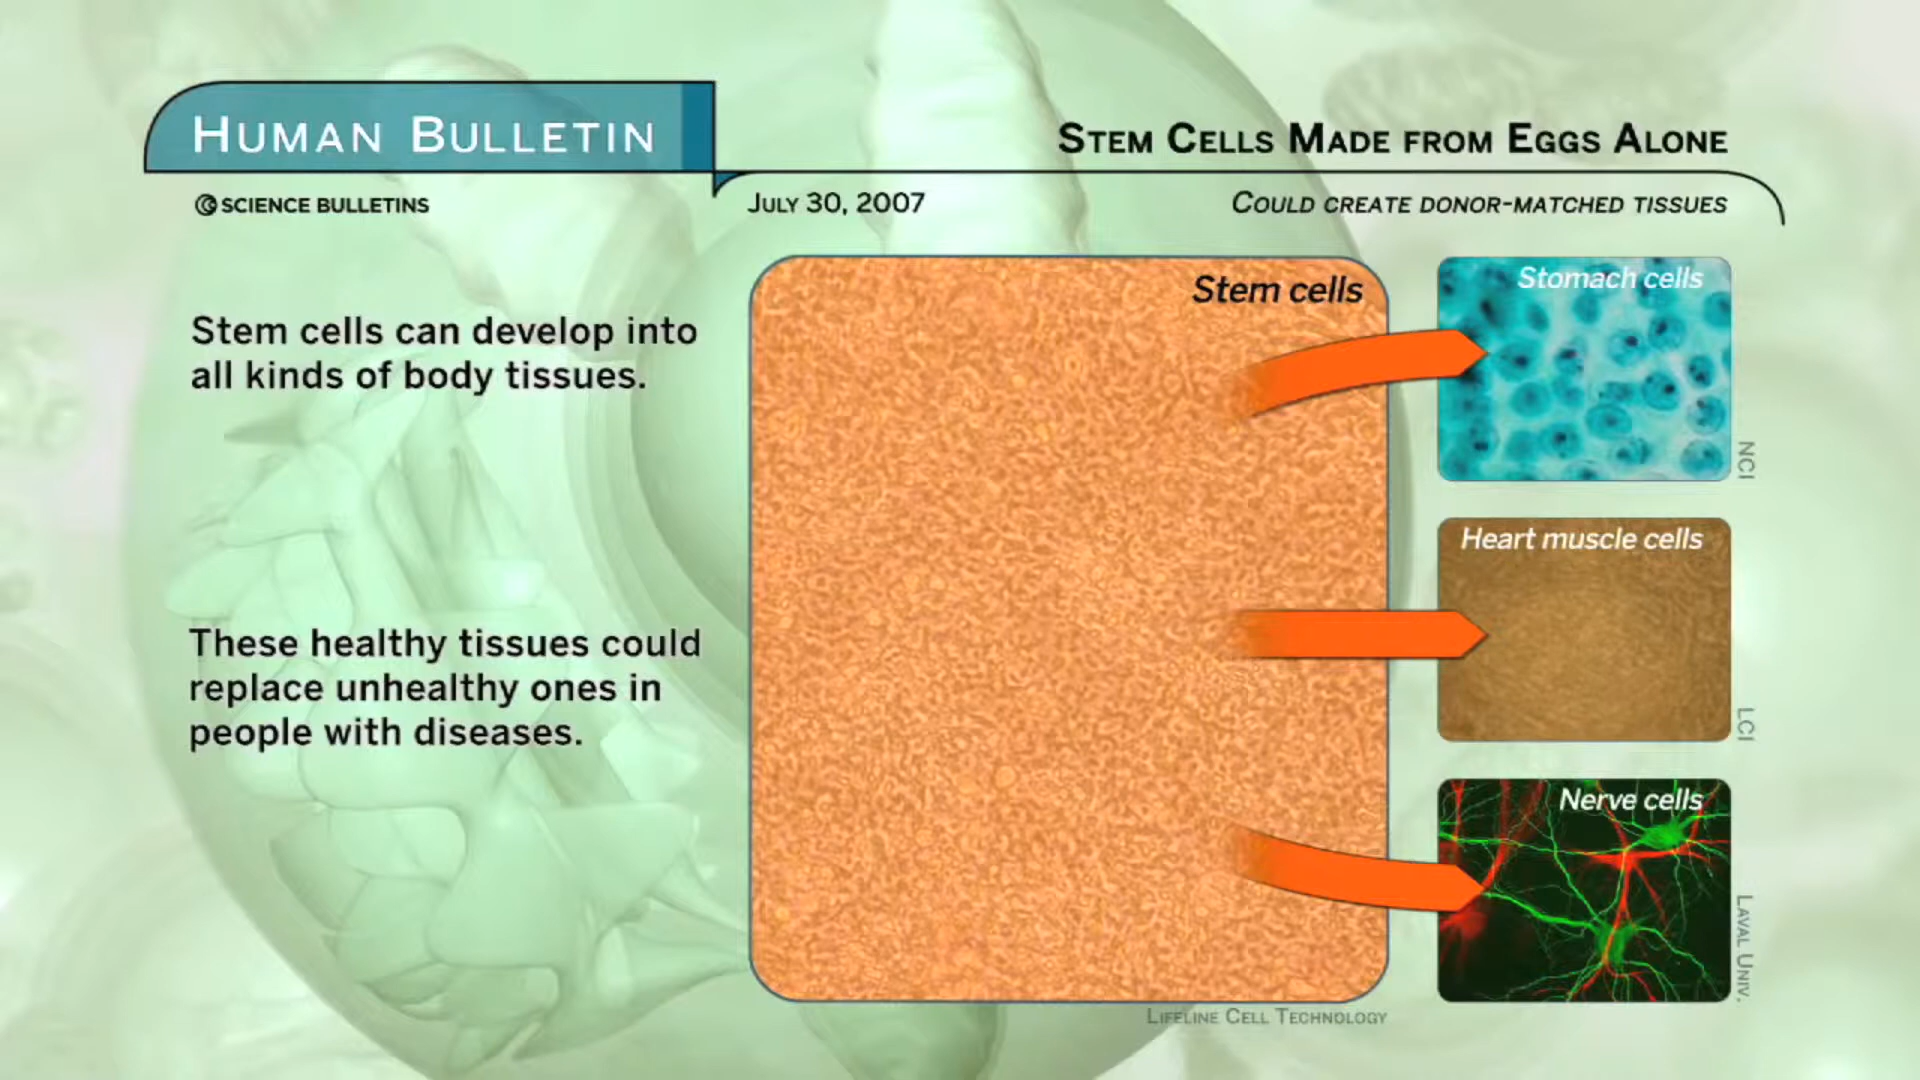 HUMAN BULLETIN
STEM CELLS MADE FROM EGGS ALONE
SCIENCE BULLETINS
JULY 30, 2007
COULD CREATE DONOR-MATCHED TISSUES
Stem cells can develop into
all kinds of body tissues.
These healthy tissues could
replace unhealthy ones in
people with diseases.
Stem cells
LIFELINE CELL TECHNOLOGY
Stomach cells
NCI
Heart muscle cells
LCI
Nerve cells
LAVAL UNIV.